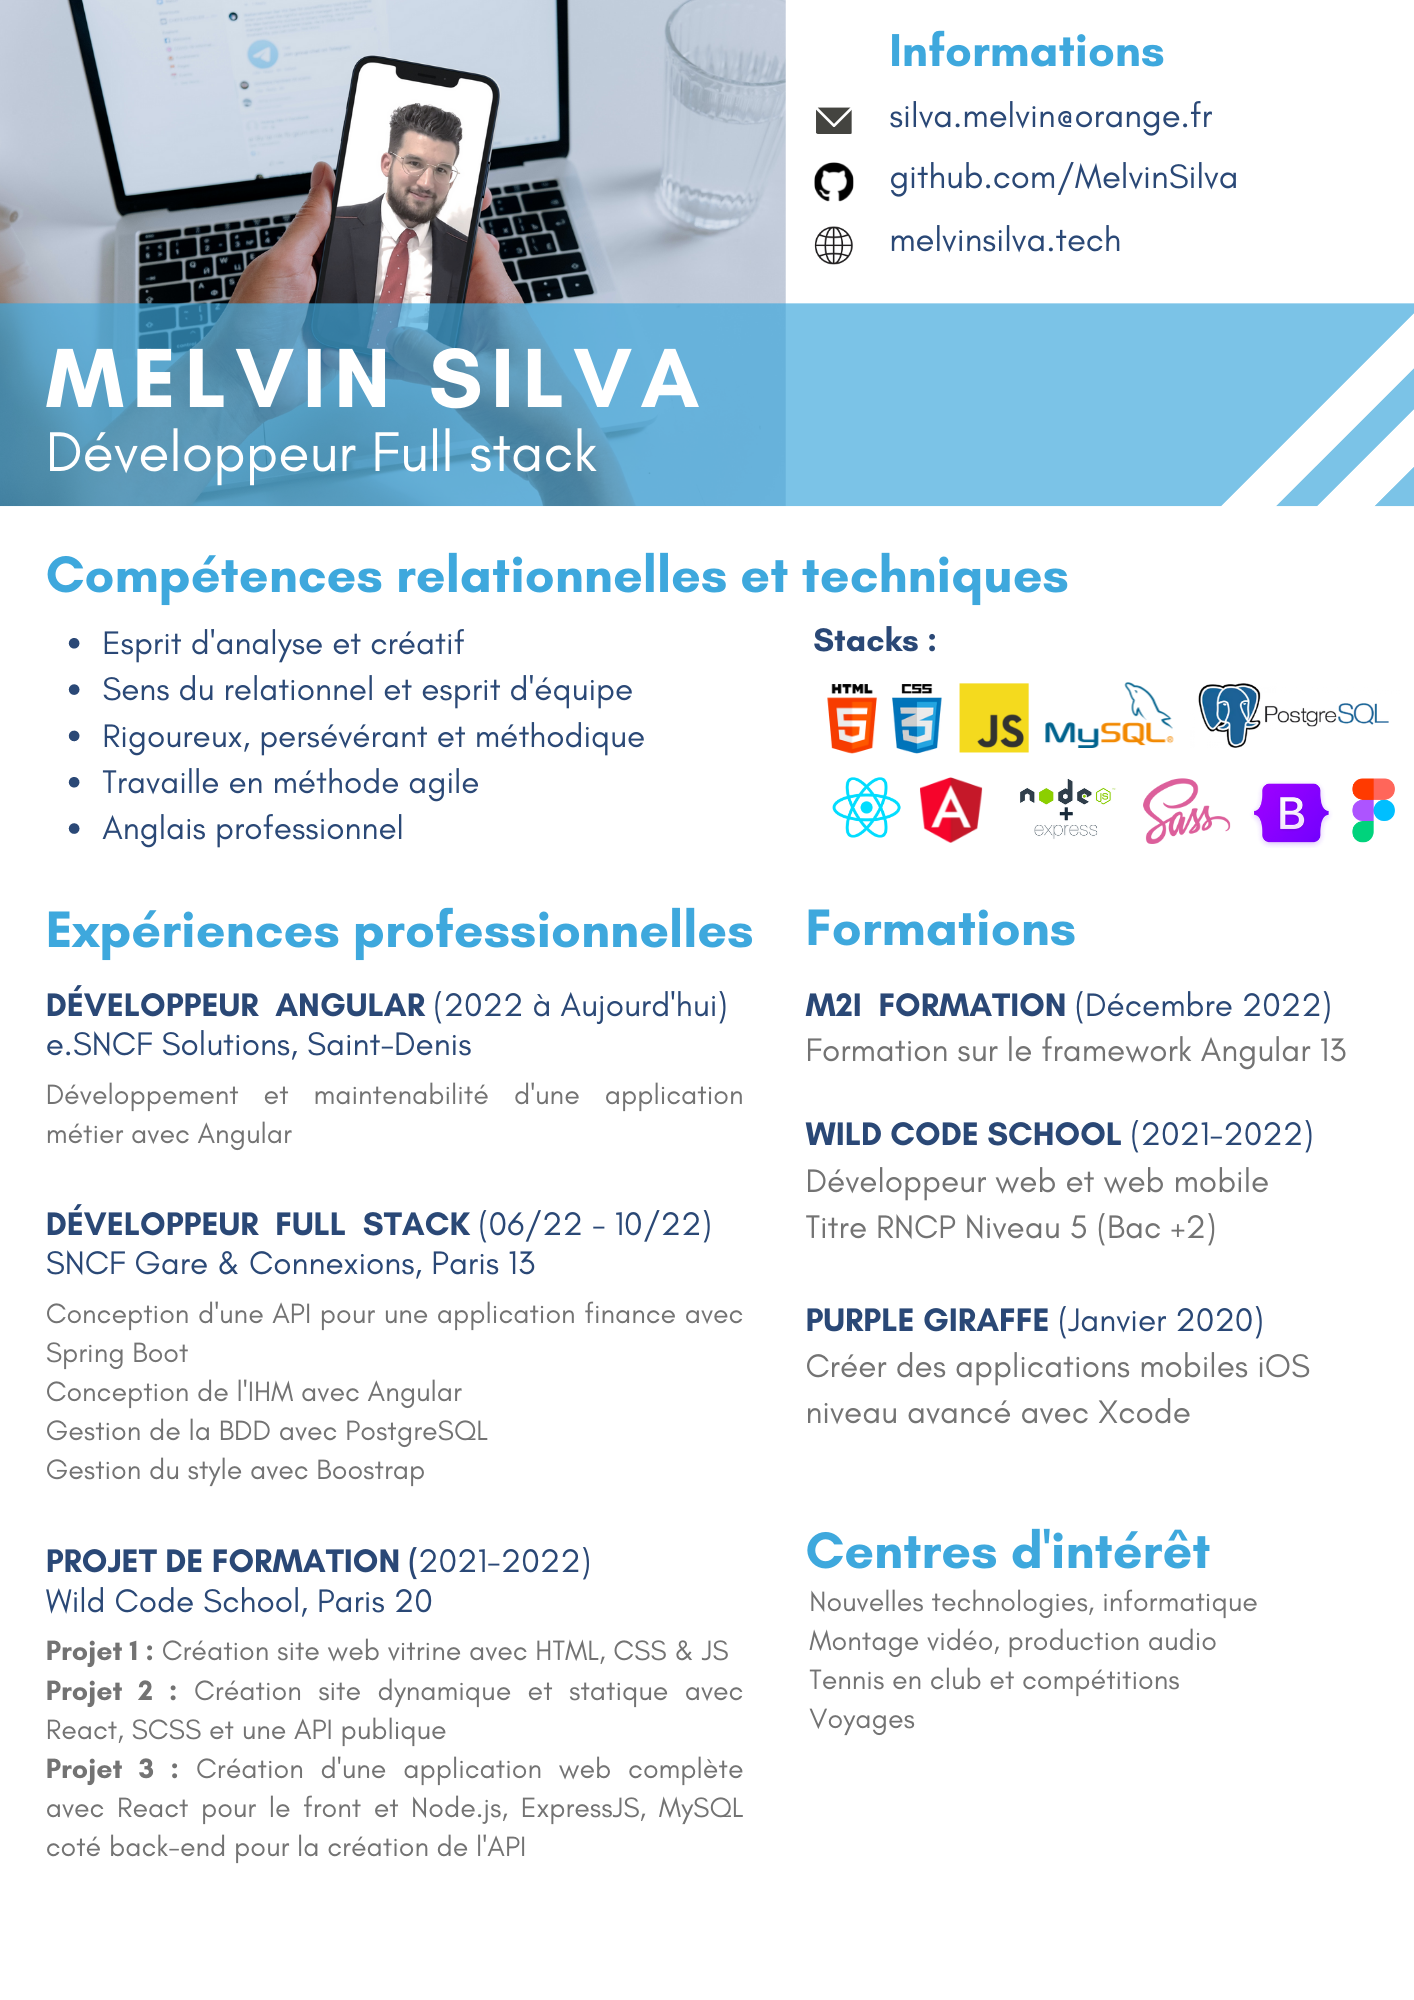 Informations
silva.melvin@orange.fr
github.com/MelvinSilva
melvinsilva.tech
MELVIN SILVA
Développeur Full stack
Compétences relationnelles et techniques
• Esprit d'analyse et créatif
• Sens du relationnel et esprit d'équipe
• Rigoureux, persévérant et méthodique
• Travaille en méthode agile
• Anglais professionnel
Stacks :
HTML 5 CSS 3 JS MySQL® PostgreSQL
A node JS + express Sass B
Expériences professionnelles
DÉVELOPPEUR ANGULAR (2022 à Aujourd'hui)
e.SNCF Solutions, Saint-Denis
Développement et maintenabilité d'une application
métier avec Angular
DÉVELOPPEUR FULL STACK (06/22 - 10/22)
SNCF Gare & Connexions, Paris 13
Conception d'une API pour une application finance avec
Spring Boot
Conception de l'IHM avec Angular
Gestion de la BDD avec PostgreSQL
Gestion du style avec Boostrap
PROJET DE FORMATION (2021-2022)
Wild Code School, Paris 20
Projet 1 : Création site web vitrine avec HTML, CSS & JS
Projet 2 : Création site dynamique et statique avec
React, SCSS et une API publique
Projet 3 : Création d'une application web complète
avec React pour le front et Node.js, ExpressJS, MySQL
coté back-end pour la création de l'API
Formations
M2I FORMATION (Décembre 2022)
Formation sur le framework Angular 13
WILD CODE SCHOOL (2021-2022)
Développeur web et web mobile
Titre RNCP Niveau 5 (Bac +2)
PURPLE GIRAFFE (Janvier 2020)
Créer des applications mobiles iOS
niveau avancé avec Xcode
Centres d'intérêt
Nouvelles technologies, informatique
Montage vidéo, production audio
Tennis en club et compétitions
Voyages